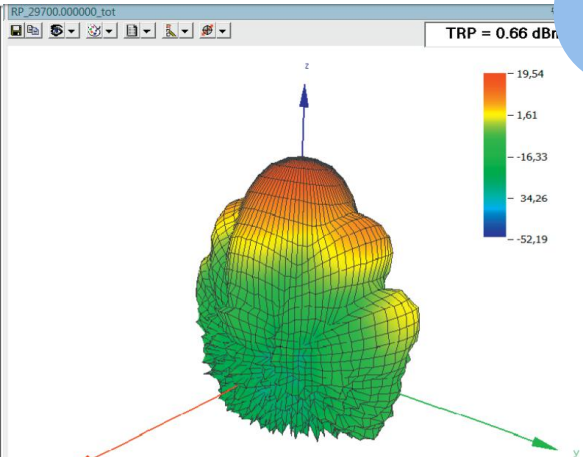 RP_29700.000000_tot
TRP = 0.66 dBm
z
19,54
1,61
-16,33
34,26
-52,19
y